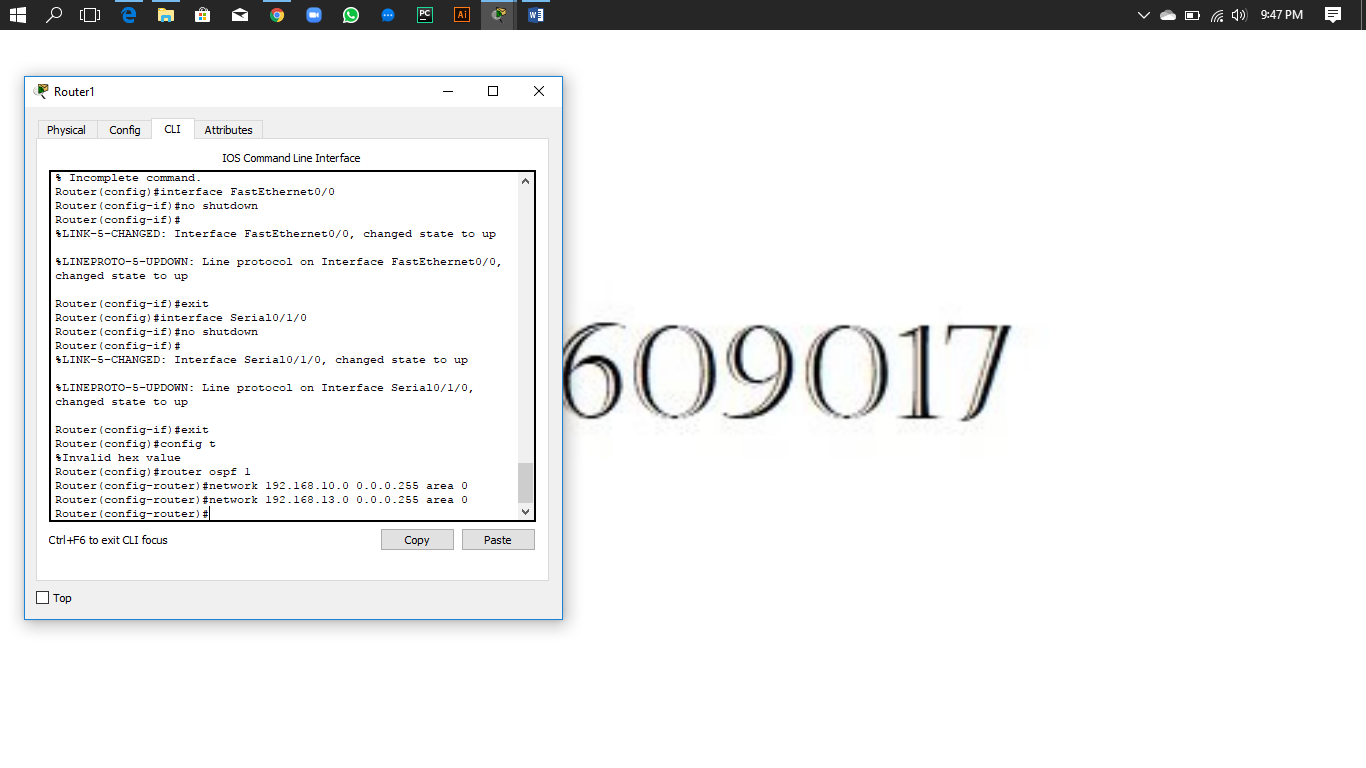 PC
Ai
W
9:47 PM
Router1
Physical Config CLI Attributes
IOS Command Line Interface
% Incomplete command.
Router(config)#interface FastEthernet0/0
Router(config-if)#no shutdown
Router(config-if)#
%LINK-5-CHANGED: Interface FastEthernet0/0, changed state to up
%LINEPROTO-5-UPDOWN: Line protocol on Interface FastEthernet0/0,
changed state to up
Router(config-if)#exit
Router(config)#interface Serial0/1/0
Router(config-if)#no shutdown
Router(config-if)#
%LINK-5-CHANGED: Interface Serial0/1/0, changed state to up
%LINEPROTO-5-UPDOWN: Line protocol on Interface Serial0/1/0,
changed state to up
Router(config-if)#exit
Router(config)#config t
%Invalid hex value
Router(config)#router ospf 1
Router(config-router)#network 192.168.10.0 0.0.0.255 area 0
Router(config-router)#network 192.168.13.0 0.0.0.255 area 0
Router(config-router)#
Ctrl+F6 to exit CLI focus
Copy Paste
Top
609017